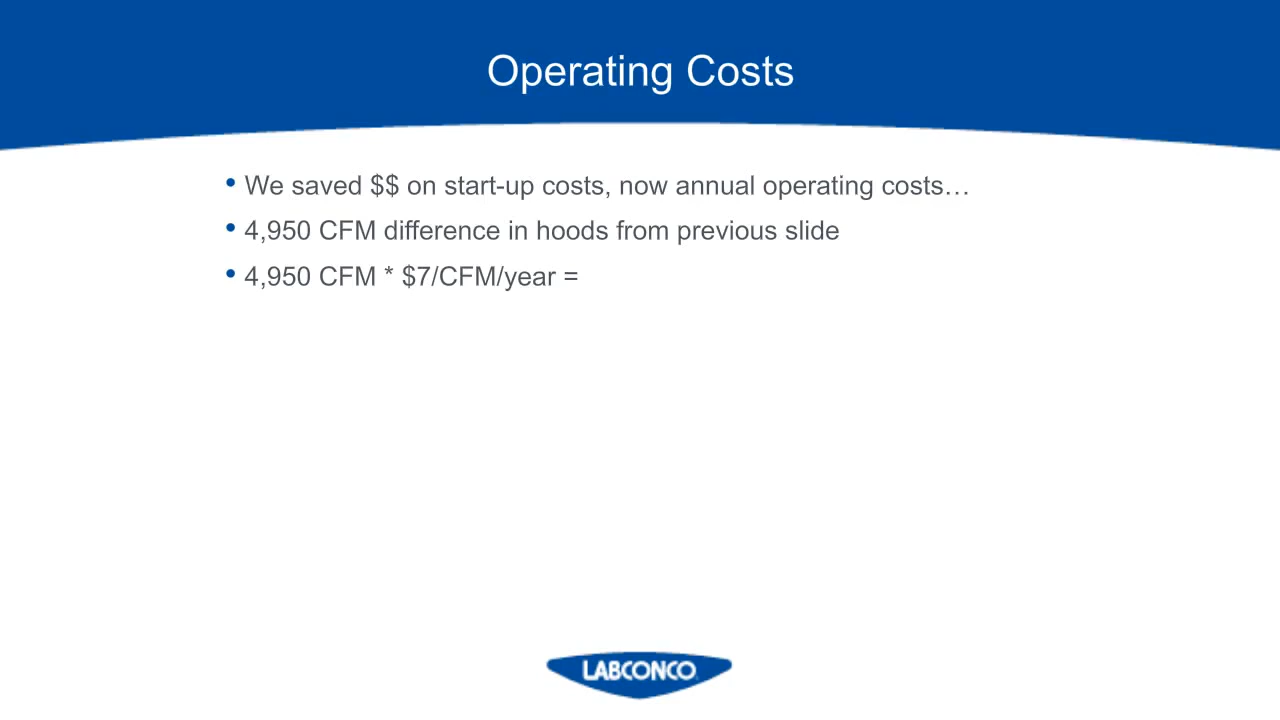 Operating Costs
• We saved $$ on start-up costs, now annual operating costs…
• 4,950 CFM difference in hoods from previous slide
• 4,950 CFM * $7/CFM/year =
LABCONCO